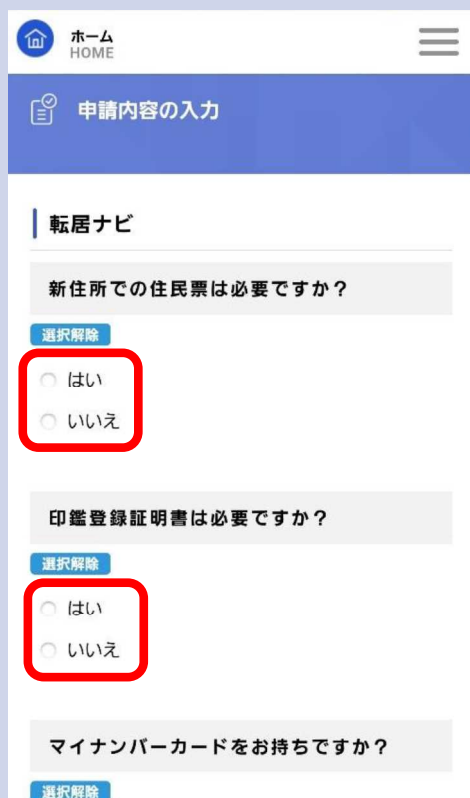 ホーム
HOME
申請内容の入力
転居ナビ
新住所での住民票は必要ですか？
選択解除
はい
いいえ
印鑑登録証明書は必要ですか？
選択解除
はい
いいえ
マイナンバーカードをお持ちですか？
選択解除